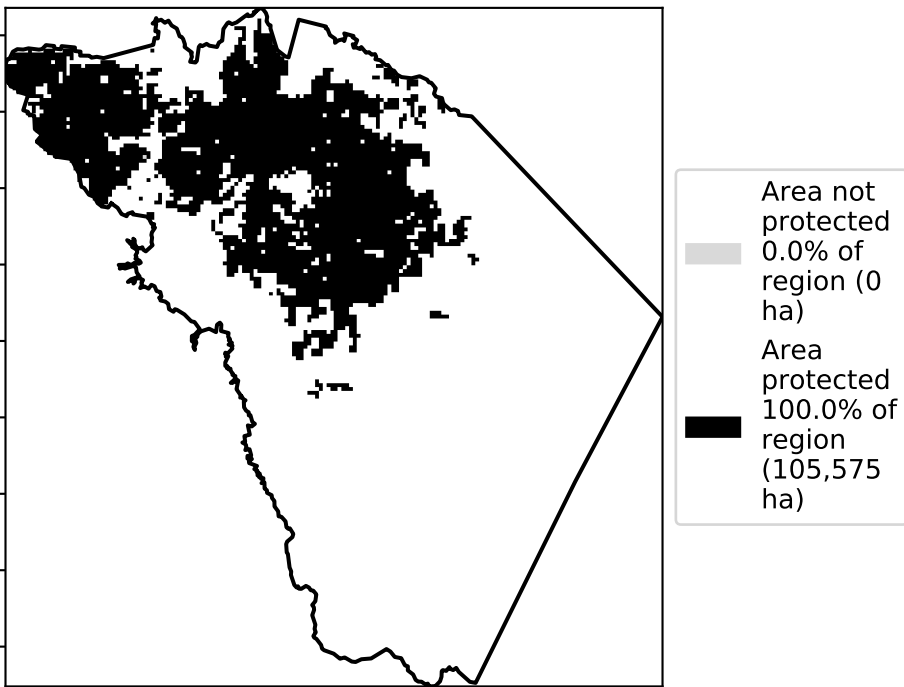 Area not
protected
0.0% of
region (0
ha)
Area
protected
100.0% of
region
(105,575
ha)